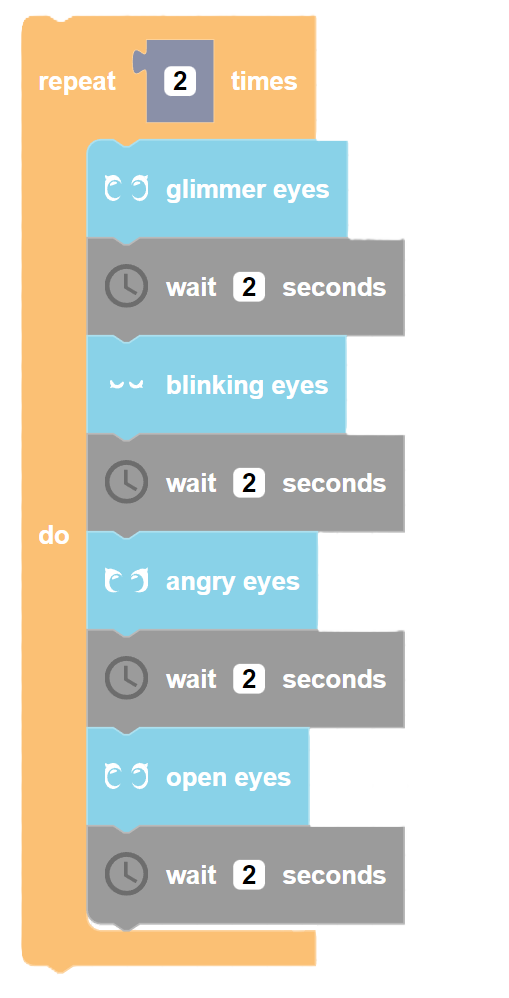 repeat 2 times
glimmer eyes
wait 2 seconds
blinking eyes
wait 2 seconds
do
angry eyes
wait 2 seconds
open eyes
wait 2 seconds